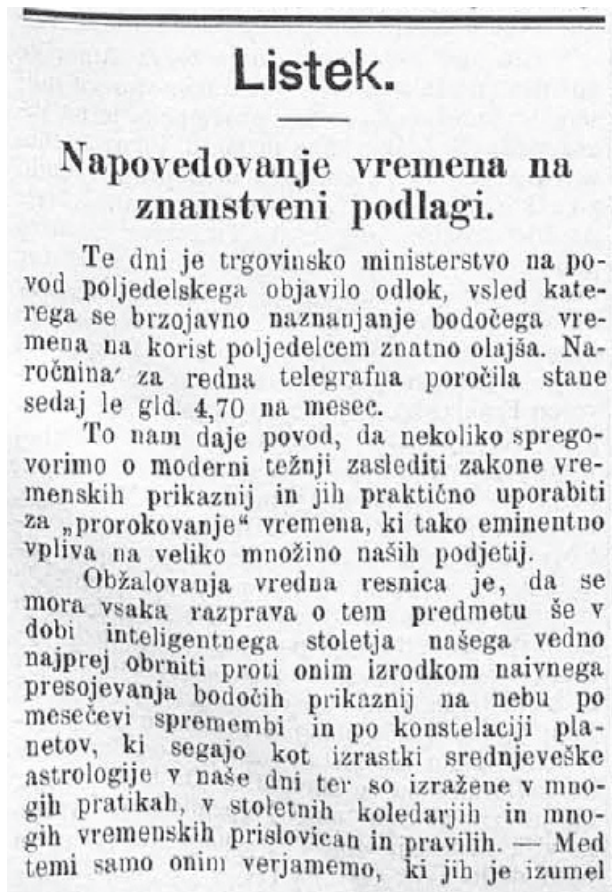 Listek.
Napovedovanje vremena na
znanstveni podlagi.
Te dni je trgovinsko ministerstvo na po-
vod poljedelskega objavilo odlok, vsled kate-
rega se brzojavno naznanjanje bodočega vre-
mena na korist poljedelcem znatno olajša. Na-
ročnina za redna telegrafna poročila stane
sedaj le gld. 4,70 na mesec.
To nam daje povod, da nekoliko sprego-
vorimo o moderni težnji zaslediti zakone vre-
menskih prikaznij in jih praktično uporabiti
za „prorokovanje“ vremena, ki tako eminentno
vpliva na veliko množino naših podjetij.
Obžalovanja vredna resnica je, da se
mora vsaka razprava o tem predmetu še v
dobi inteligentnega stoletja našega vedno
najprej obrniti proti onim izrodkom naivnega
presojevanja bodočih prikaznij na nebu po
mesečevi spremembi in po konstelaciji pla-
netov, ki segajo kot izrastki srednjeveške
astrologije v naše dni ter so izražene v mno-
gih pratikah, v stoletnih koledarjih in mno-
gih vremenskih prislovican in pravilih. — Med
temi samo onim verjamemo, ki jih je izumel